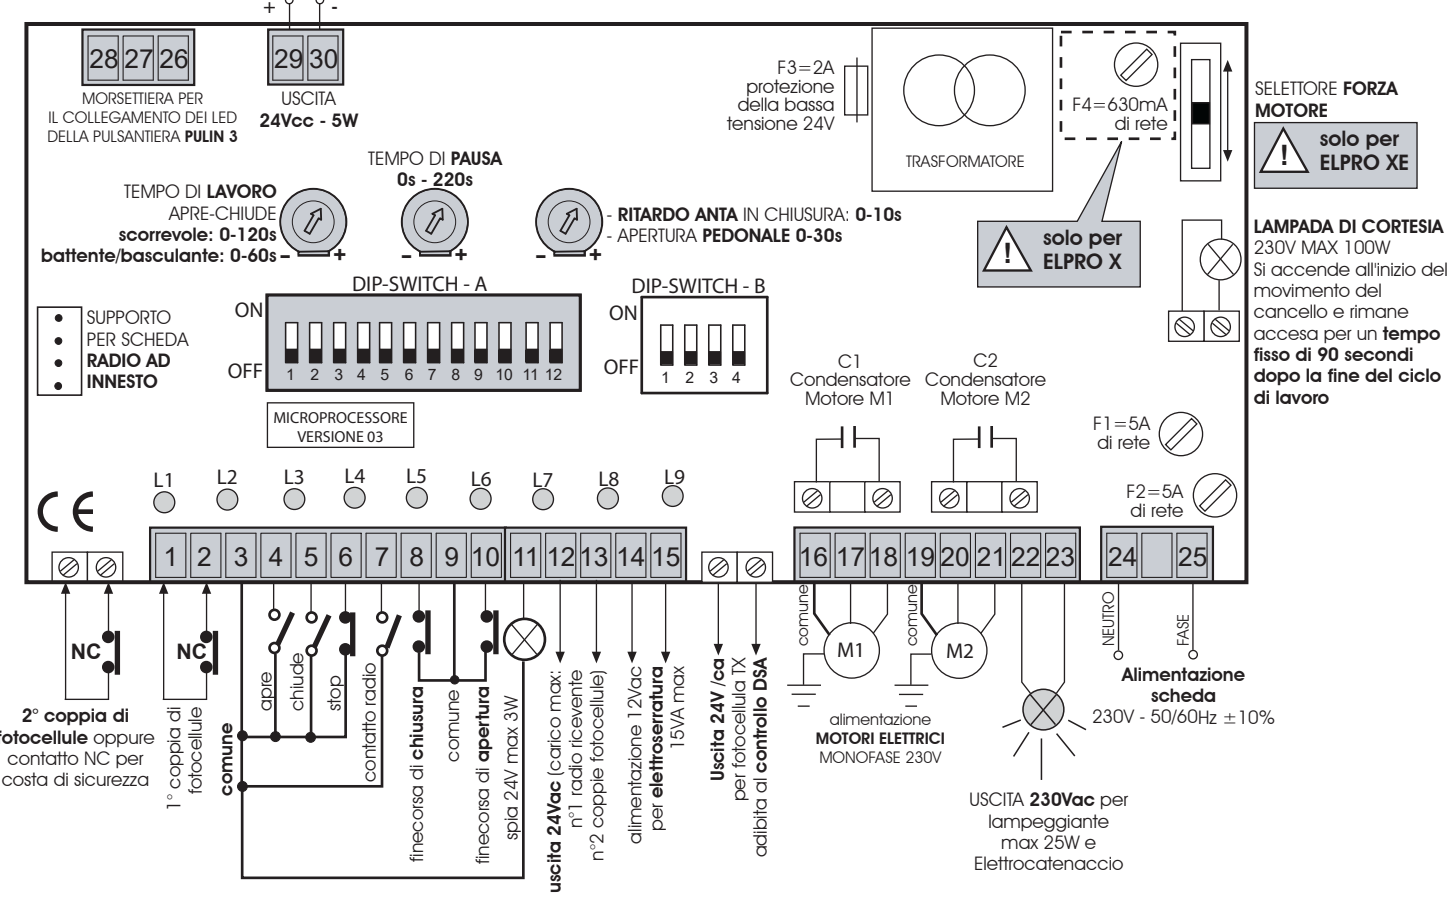 + -
28 27 26
29 30
MORSETTIERA PER
IL COLLEGAMENTO DEI LED
DELLA PULSANTIERA PULIN 3
USCITA
24Vcc - 5W
F3=2A
protezione
della bassa
tensione 24V
TRASFORMATORE
F4=630mA
di rete
SELETTORE FORZA
MOTORE
solo per
ELPRO XE
solo per
ELPRO X
TEMPO DI LAVORO
APRE-CHIUDE
scorrevole: 0-120s
battente/basculante: 0-60s
- +
TEMPO DI PAUSA
0s - 220s
- +
- RITARDO ANTA IN CHIUSURA: 0-10s
- APERTURA PEDONALE 0-30s
- +
LAMPADA DI CORTESIA
230V MAX 100W
Si accende all'inizio del
movimento del
cancello e rimane
accesa per un tempo
fisso di 90 secondi
dopo la fine del ciclo
di lavoro
SUPPORTO
PER SCHEDA
RADIO AD
INNESTO
DIP-SWITCH - A
ON
OFF
1 2 3 4 5 6 7 8 9 10 11 12
DIP-SWITCH - B
ON
OFF
1 2 3 4
MICROPROCESSORE
VERSIONE 03
C1
Condensatore
Motore M1
C2
Condensatore
Motore M2
F1=5A
di rete
F2=5A
di rete
CE
L1 L2 L3 L4 L5 L6 L7 L8 L9
1 2 3 4 5 6 7 8 9 10 11 12 13 14 15
16 17 18 19 20 21 22 23
24 25
NC
2° coppia di
fotocellule oppure
contatto NC per
costa di sicurezza
NC
1° coppia di
fotocellule
comune
apre
chiude
stop
contatto radio
finecorsa di chiusura
comune
finecorsa di apertura
spia 24V max 3W
uscita 24Vac (carico max:
n°1 radio ricevente
n°2 coppie fotocellule)
alimentazione 12Vac
per elettroserratura
15VA max
Uscita 24V /ca
per fotocellula TX
adibita al controllo DSA
comune
M1
comune
M2
alimentazione
MOTORI ELETTRICI
MONOFASE 230V
USCITA 230Vac per
lampeggiante
max 25W e
Elettrocatenaccio
NEUTRO
FASE
Alimentazione
scheda
230V - 50/60Hz ±10%